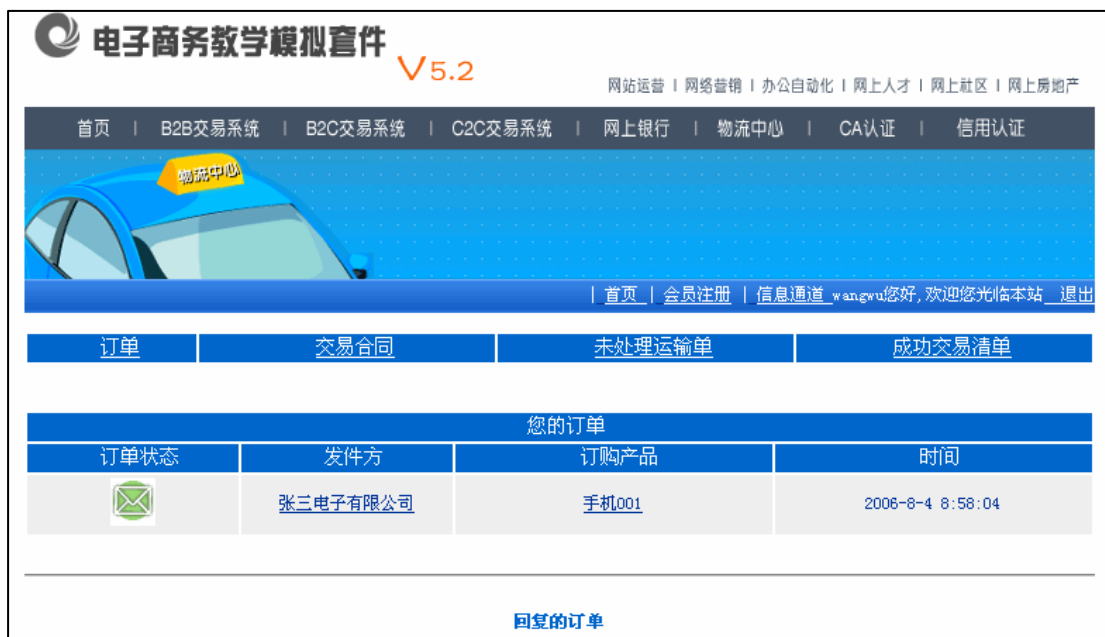 电子商务教学模拟套件
V5.2
网站运营 | 网络营销 | 办公自动化 | 网上人才 | 网上社区 | 网上房地产
首页 | B2B交易系统 | B2C交易系统 | C2C交易系统 | 网上银行 | 物流中心 | CA认证 | 信用认证
物流中心
| 首页 | 会员注册 | 信息通道 wangwu您好,欢迎您光临本站 退出
订单 交易合同 未处理运输单 成功交易清单
您的订单
订单状态 发件方 订购产品 时间
张三电子有限公司 手机001 2006-8-4 8:58:04
回复的订单